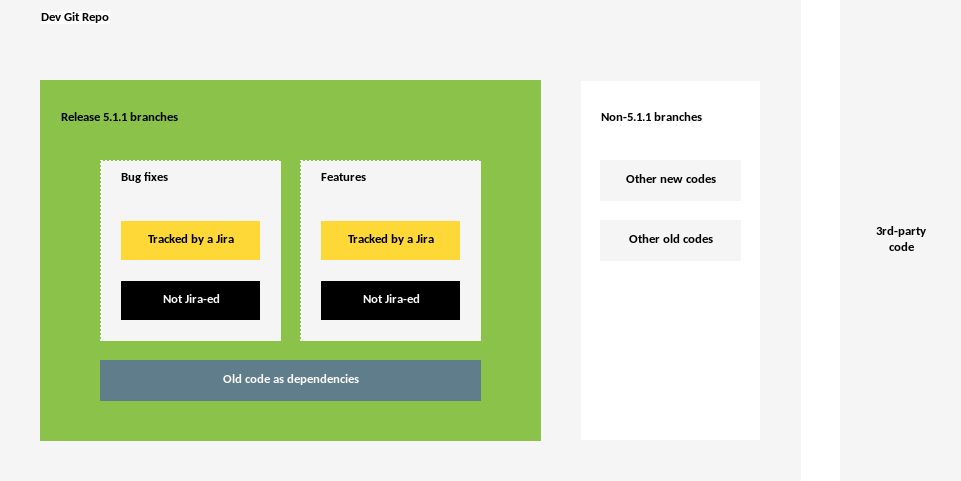 Dev Git Repo
Release 5.1.1 branches
Bug fixes
Tracked by a Jira
Not Jira-ed
Features
Tracked by a Jira
Not Jira-ed
Old code as dependencies
Non-5.1.1 branches
Other new codes
Other old codes
3rd-party
code